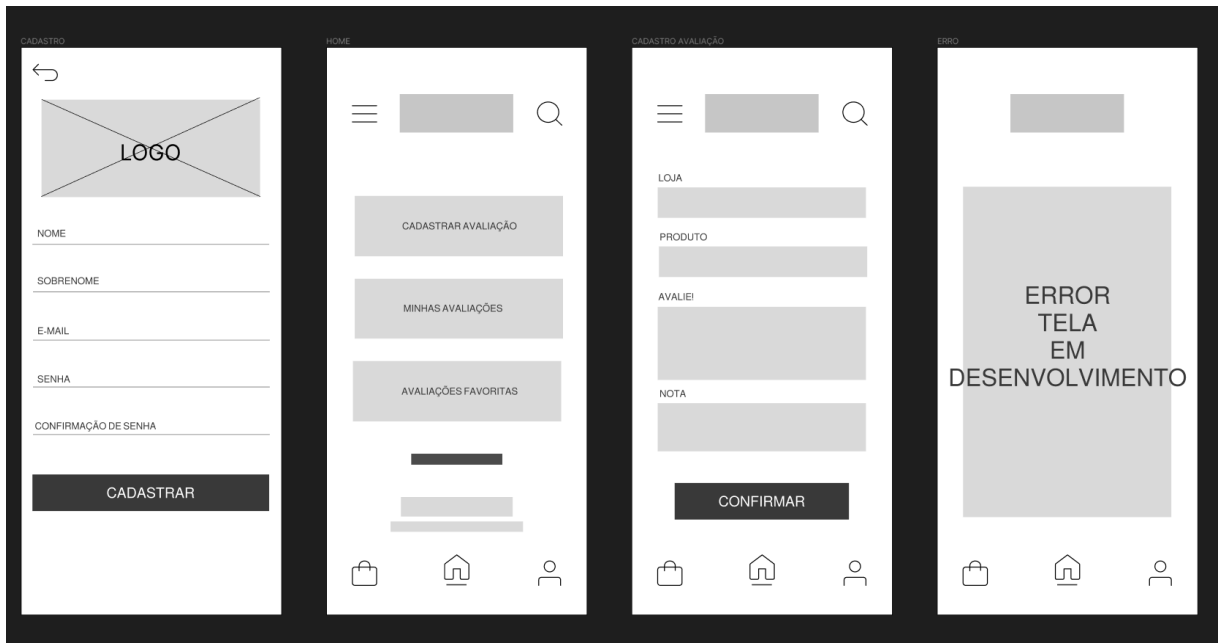 CADASTRO
LOGO
NOME
SOBRENOME
E-MAIL
SENHA
CONFIRMAÇÃO DE SENHA
CADASTRAR
HOME
CADASTRAR AVALIAÇÃO
MINHAS AVALIAÇÕES
AVALIAÇÕES FAVORITAS
CADASTRO AVALIAÇÃO
LOJA
PRODUTO
AVALIE!
NOTA
CONFIRMAR
ERRO
ERROR
TELA
EM
DESENVOLVIMENTO